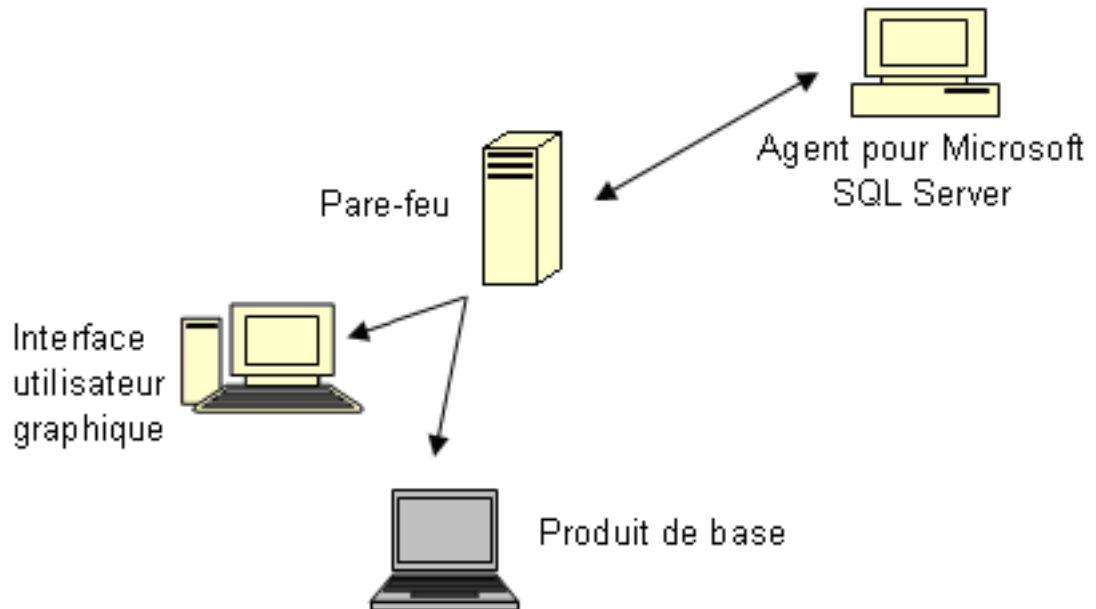 Agent pour Microsoft
SQL Server
Pare-feu
Interface
utilisateur
graphique
Produit de base